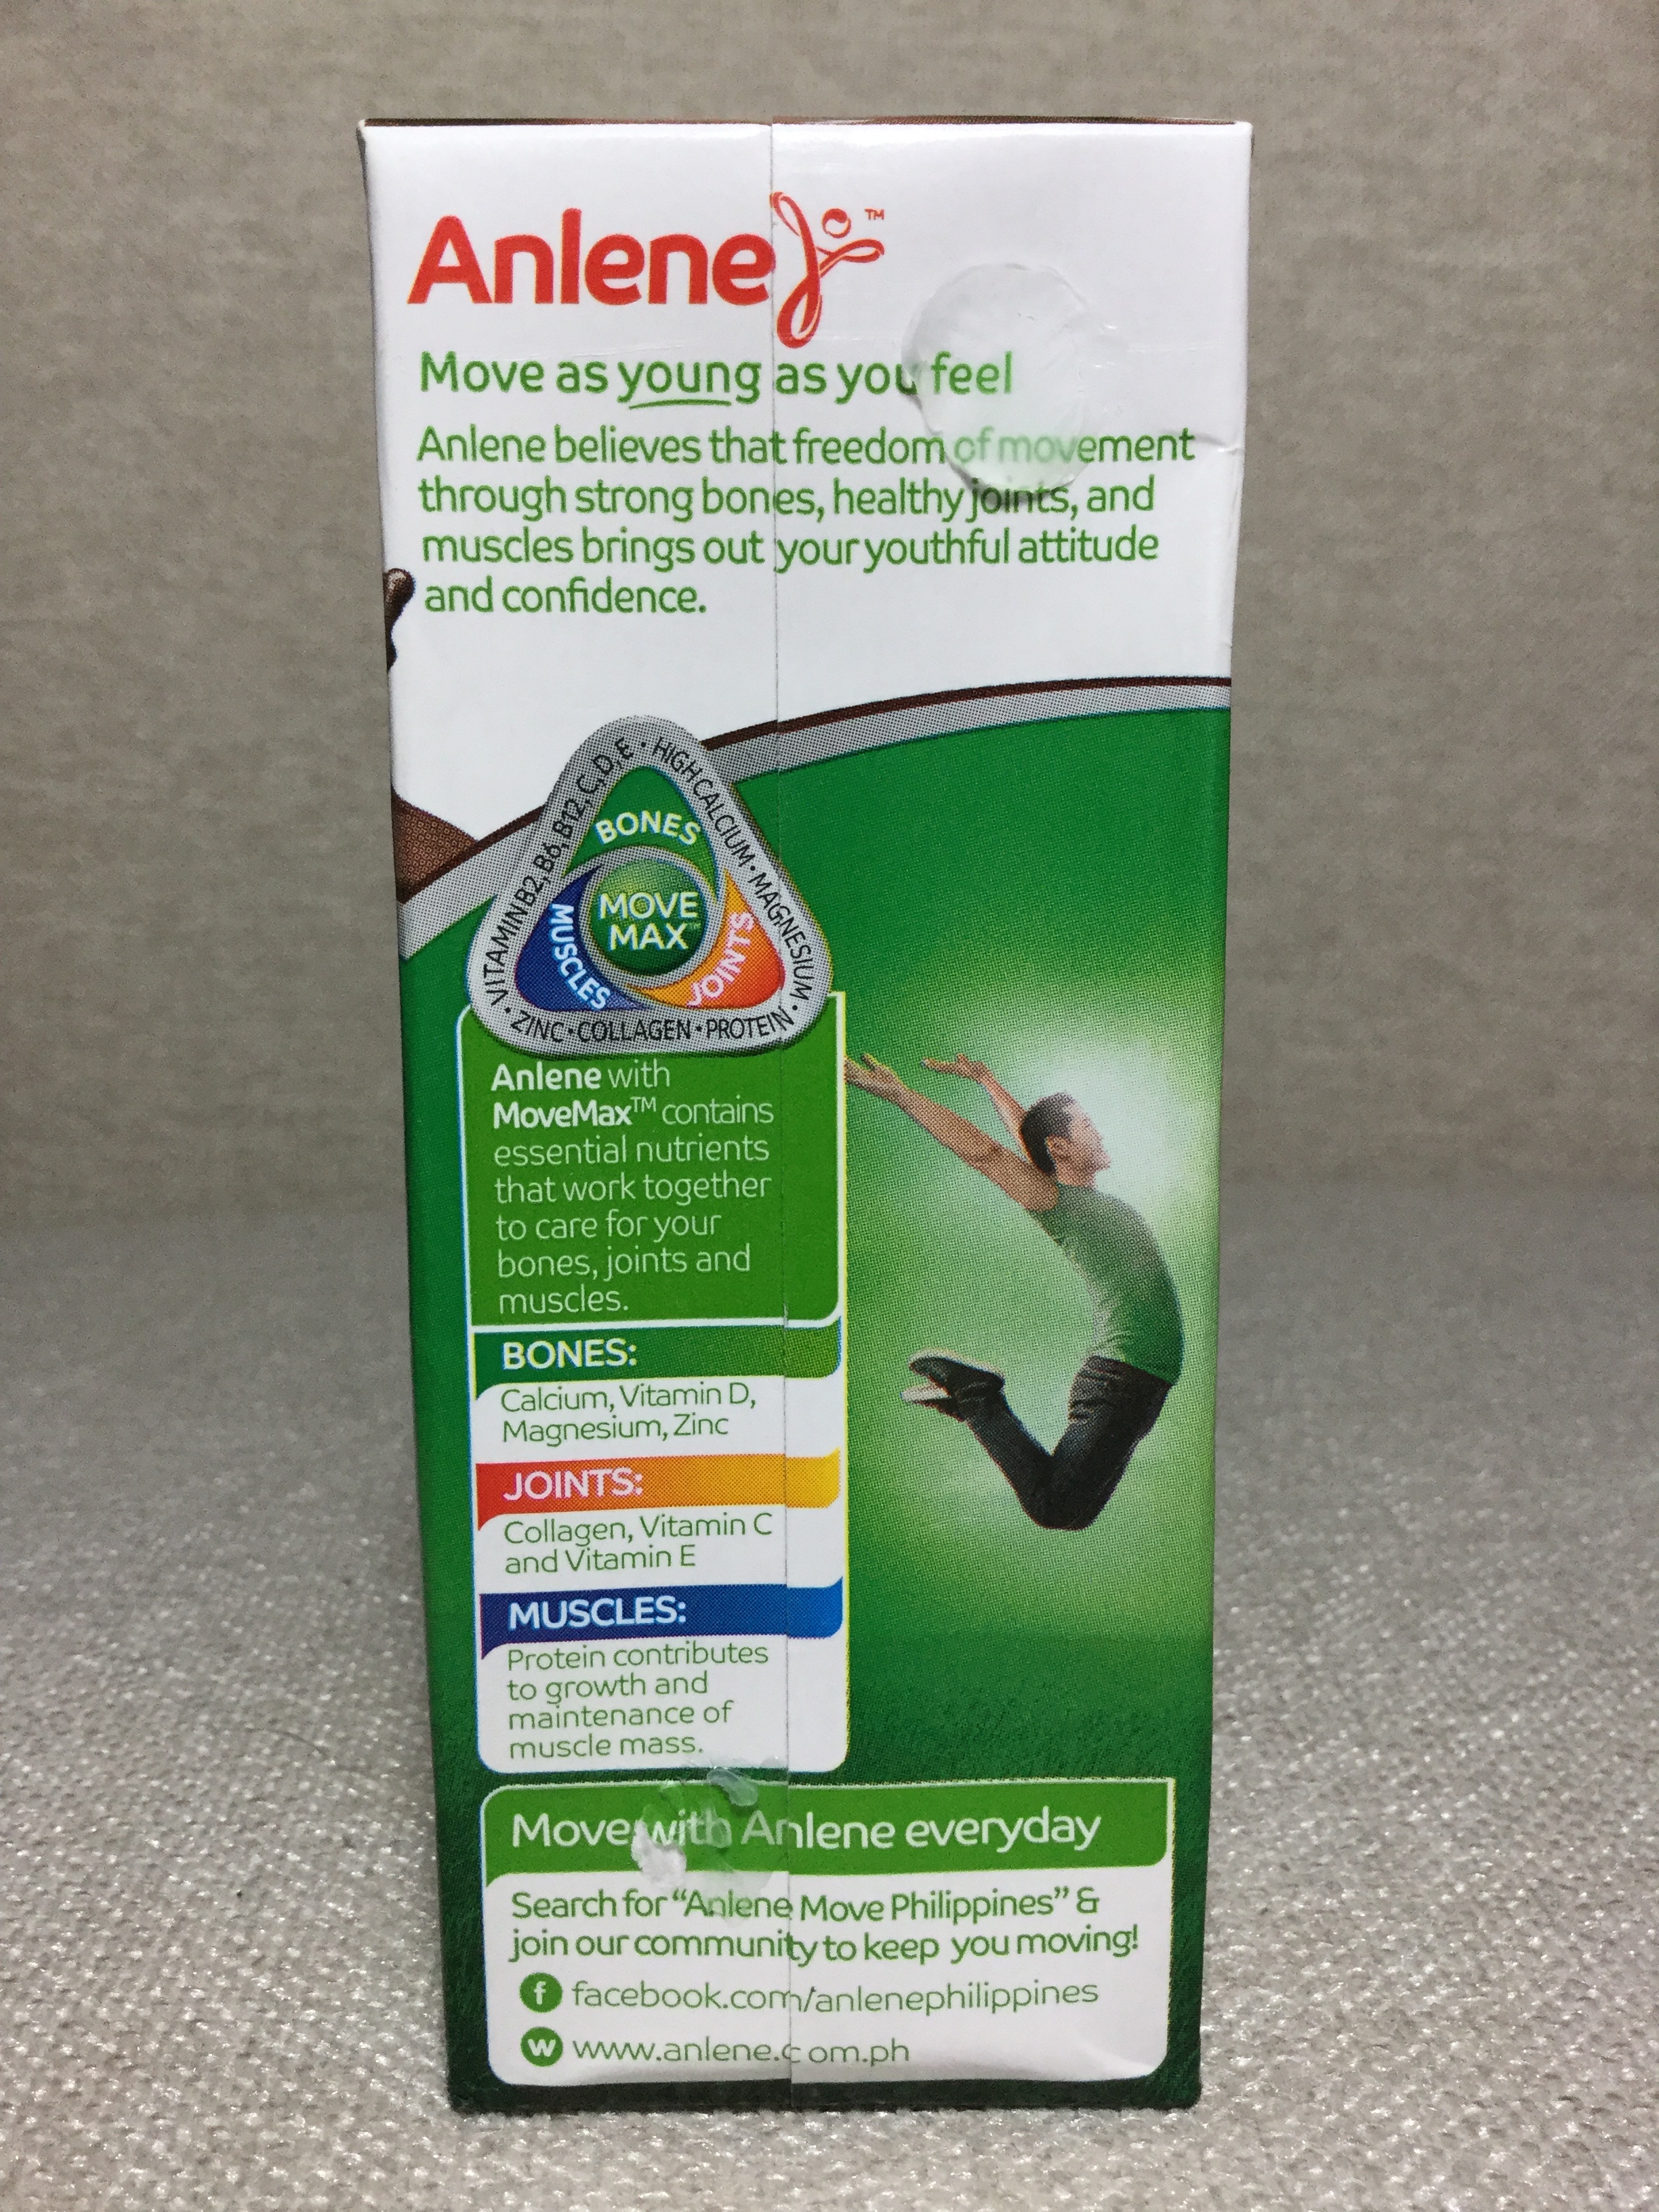 Anlene™
Move as young as you feel
Anlene believes that freedom of movement
through strong bones, healthy joints, and
muscles brings out your youthful attitude
and confidence.
• VITAMIN B2, B6, B12, C, D, E • HIGH CALCIUM • MAGNESIUM •
BONES
MOVE
MAX™
MUSCLES
JOINTS
ZINC • COLLAGEN • PROTEIN
Anlene with
MoveMax™ contains
essential nutrients
that work together
to care for your
bones, joints and
muscles.
BONES:
Calcium, Vitamin D,
Magnesium, Zinc
JOINTS:
Collagen, Vitamin C
and Vitamin E
MUSCLES:
Protein contributes
to growth and
maintenance of
muscle mass.
Move with Anlene everyday
Search for “Anlene Move Philippines” &
join our community to keep you moving!
f facebook.com/anlenephilippines
w www.anlene.com.ph